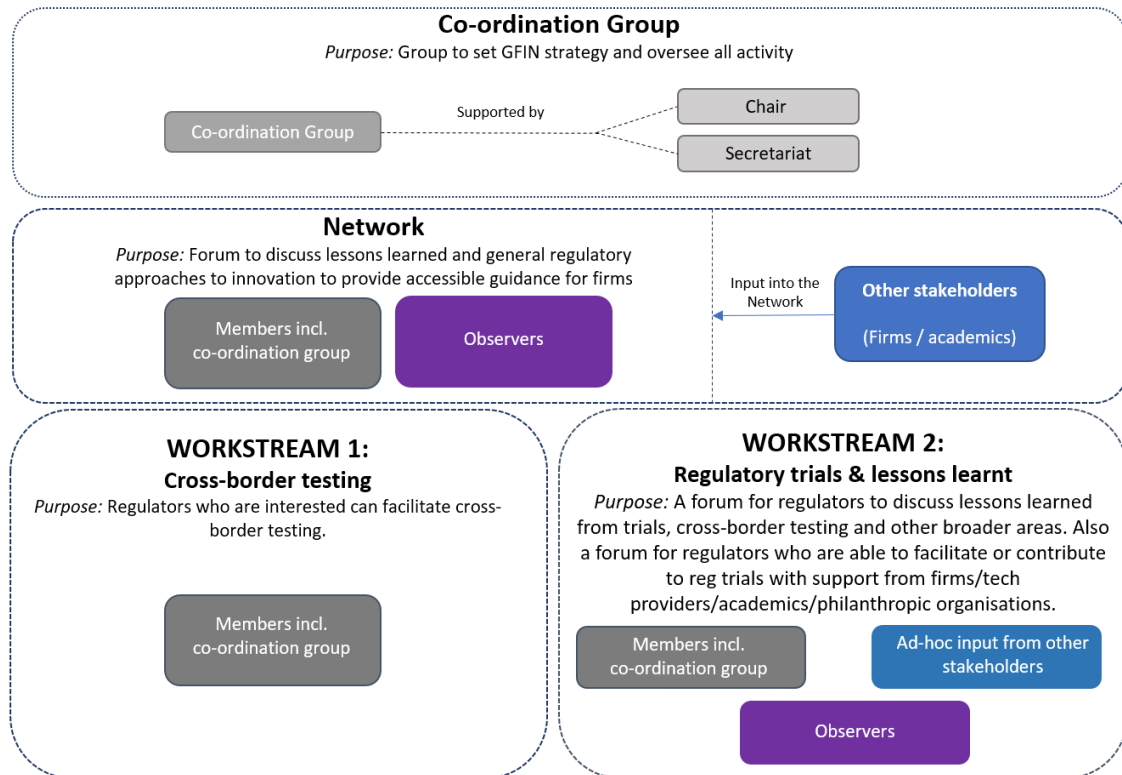 Co-ordination Group
Purpose: Group to set GFIN strategy and oversee all activity
Co-ordination Group
Supported by
Chair
Secretariat
Network
Purpose: Forum to discuss lessons learned and general regulatory
approaches to innovation to provide accessible guidance for firms
Members incl.
co-ordination group
Observers
Input into the
Network
Other stakeholders
(Firms / academics)
WORKSTREAM 1:
Cross-border testing
Purpose: Regulators who are interested can facilitate cross-
border testing.
Members incl.
co-ordination group
WORKSTREAM 2:
Regulatory trials & lessons learnt
Purpose: A forum for regulators to discuss lessons learned
from trials, cross-border testing and other broader areas. Also
a forum for regulators who are able to facilitate or contribute
to reg trials with support from firms/tech
providers/academics/philanthropic organisations.
Members incl.
co-ordination group
Ad-hoc input from other
stakeholders
Observers